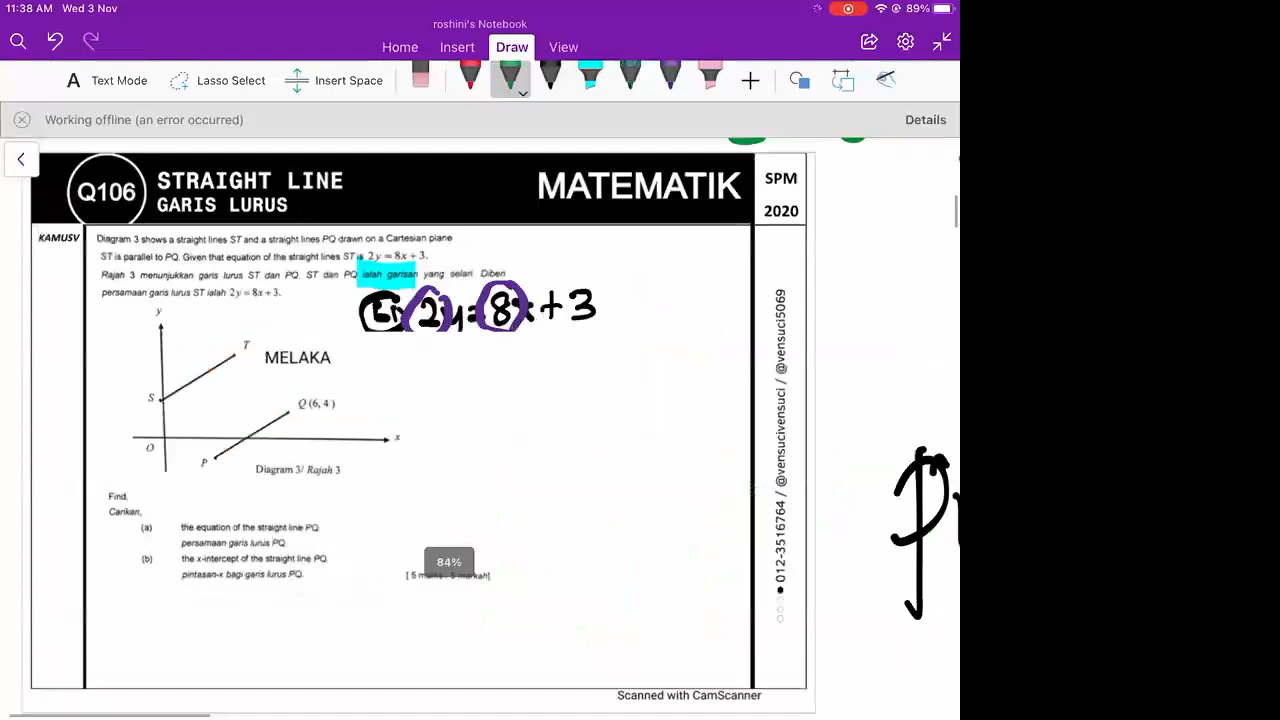 11:38 AM Wed 3 Nov
89%
roshini's Notebook
Home Insert Draw View
A Text Mode Lasso Select Insert Space
Working offline (an error occurred) Details
Q106 STRAIGHT LINE
GARIS LURUS
MATEMATIK
SPM
2020
KAMUSV
Diagram 3 shows a straight lines ST and a straight lines PQ drawn on a Cartesian plane
ST is parallel to PQ. Given that equation of the straight lines ST is 2y = 8x + 3.
Rajah 3 menunjukkan garis lurus ST dan PQ. ST dan PQ ialah garisan yang selari Diberi
persamaan garis lurus ST ialah 2y = 8x + 3.
2y = 8x + 3
y
T
MELAKA
S
Q (6, 4)
O
x
P
Diagram 3/ Rajah 3
Find,
Carikan,
(a) the equation of the straight line PQ.
persamaan garis lurus PQ.
(b) the x-intercept of the straight line PQ.
pintasan-x bagi garis lurus PQ.
84%
012-3516764 / @vensucivensuci / @vensuci5069
Scanned with CamScanner